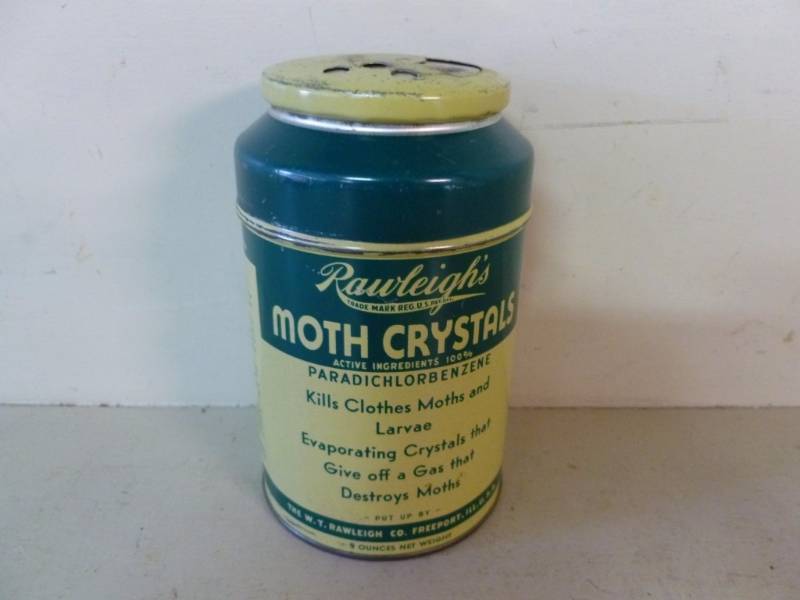 Rawleigh's
TRADE MARK REG. U.S. PAT. OFF.
MOTH CRYSTALS
ACTIVE INGREDIENTS 100%
PARADICHLORBENZENE
Kills Clothes Moths and
Larvae
Evaporating Crystals that
Give off a Gas that
Destroys Moths
- PUT UP BY -
THE W. T. RAWLEIGH CO. FREEPORT, ILL. U.S.A.
9 OUNCES NET WEIGHT